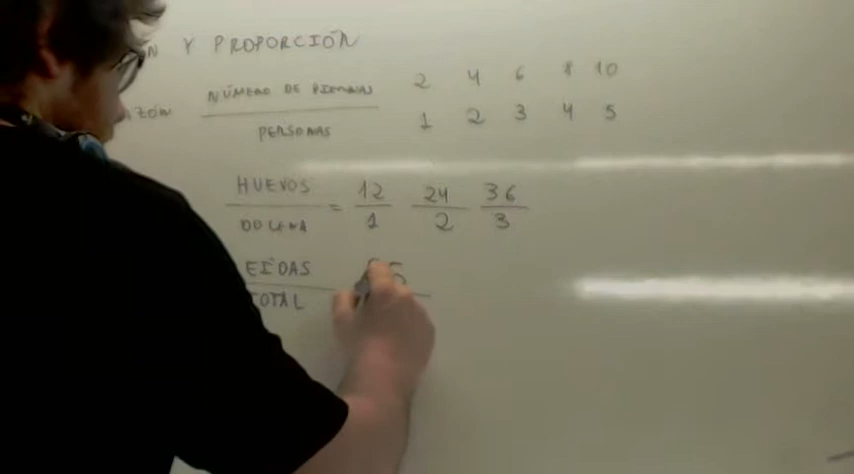 Y PROPORCIÓN
NÚMERO DE PIERNAS 2 4 6 8 10
PERSONAS 1 2 3 4 5
HUEVOS = 12 24 36
DOCENA 1 2 3
EÍDAS
TOTAL